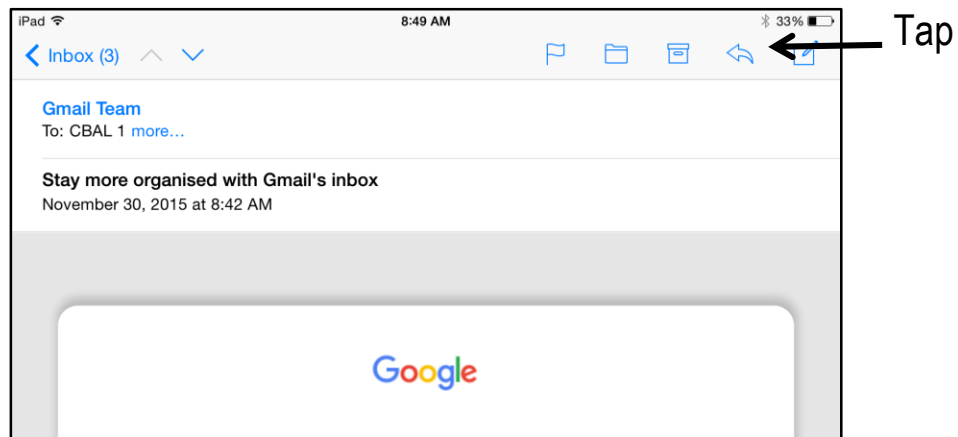 iPad 8:49 AM 33%
Tap
Inbox (3)
Gmail Team
To: CBAL 1 more...
Stay more organised with Gmail's inbox
November 30, 2015 at 8:42 AM
Google